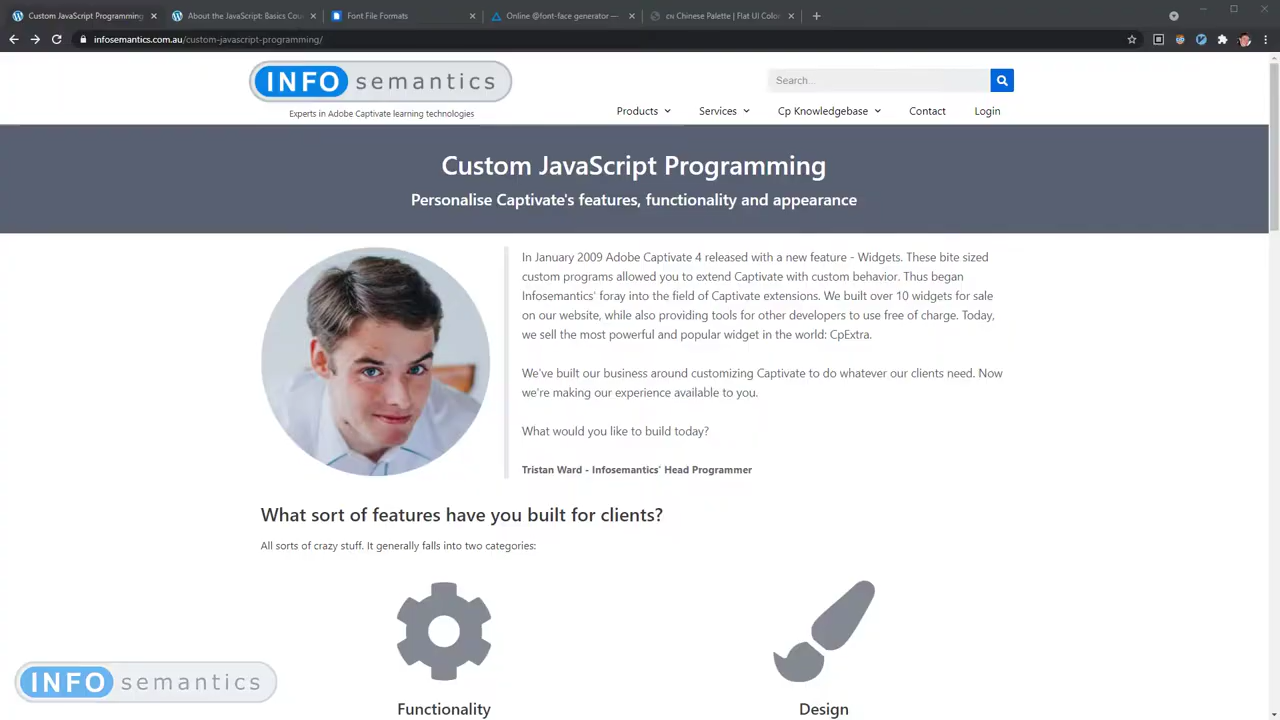 Custom JavaScript Programming
About the JavaScript: Basics Cou
Font File Formats
Online @font-face generator —
CN Chinese Palette | Flat UI Color
infosemantics.com.au/custom-javascript-programming/
INFO semantics
Experts in Adobe Captivate learning technologies
Search...
Products
Services
Cp Knowledgebase
Contact
Login
Custom JavaScript Programming
Personalise Captivate's features, functionality and appearance
In January 2009 Adobe Captivate 4 released with a new feature - Widgets. These bite sized
custom programs allowed you to extend Captivate with custom behavior. Thus began
Infosemantics' foray into the field of Captivate extensions. We built over 10 widgets for sale
on our website, while also providing tools for other developers to use free of charge. Today,
we sell the most powerful and popular widget in the world: CpExtra.
We've built our business around customizing Captivate to do whatever our clients need. Now
we're making our experience available to you.
What would you like to build today?
Tristan Ward - Infosemantics' Head Programmer
What sort of features have you built for clients?
All sorts of crazy stuff. It generally falls into two categories:
INFO semantics
Functionality
Design